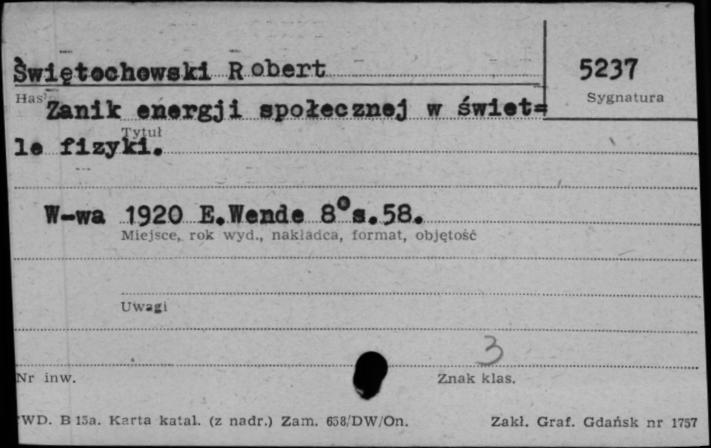 Świętochowski Robert
5237
Hasło
Sygnatura
Zanik energji społecznej w świet=
Tytuł
le fizyki.
W-wa 1920 E.Wende 8° s.58.
Miejsce, rok wyd., nakładca, format, objętość
Uwagi
3
Nr inw.
Znak klas.
WD. B 15a. Karta katal. (z nadr.) Zam. 658/DW/On.
Zakł. Graf. Gdańsk nr 1757